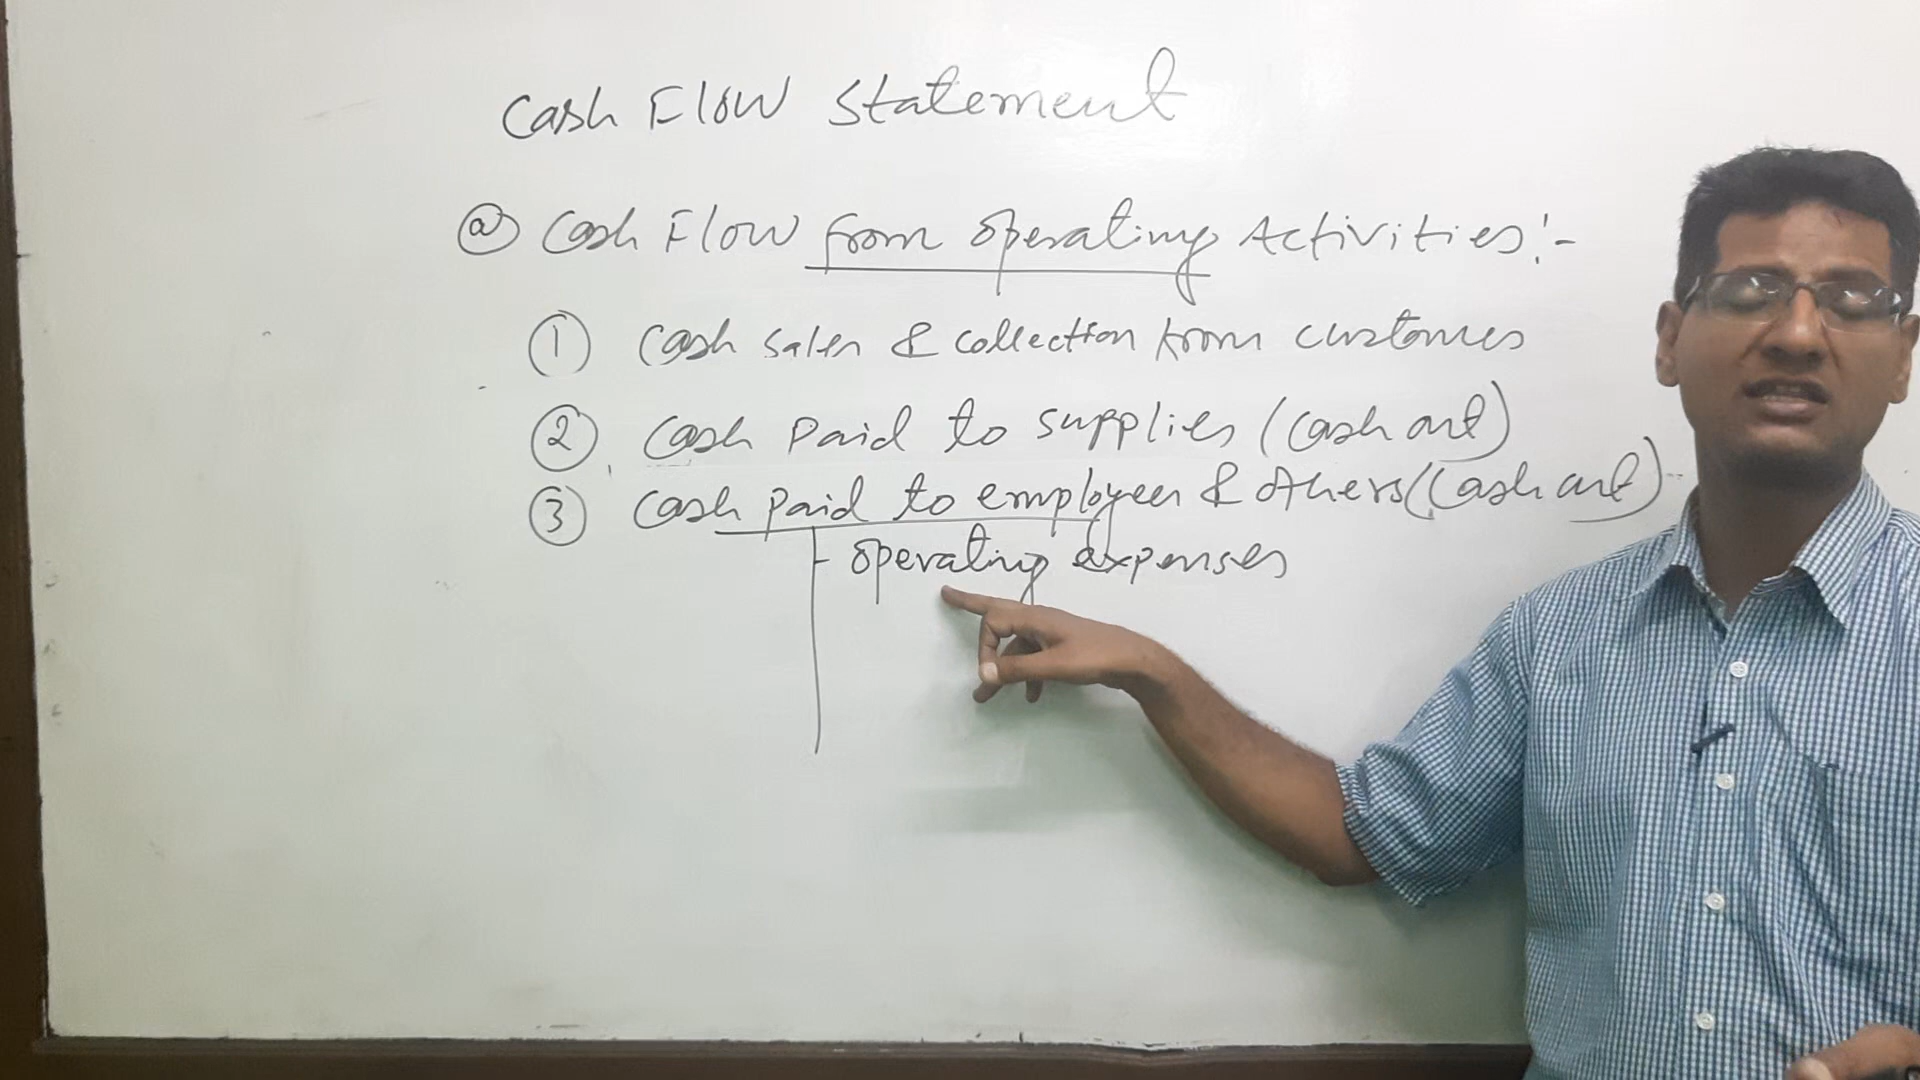 Cash Flow Statement
(a) Cash Flow from operating Activities:-
(1) Cash sales & collection from customers
(2) Cash paid to suppliers (Cash out)
(3) Cash paid to employees & others (Cash out)
- operating expenses